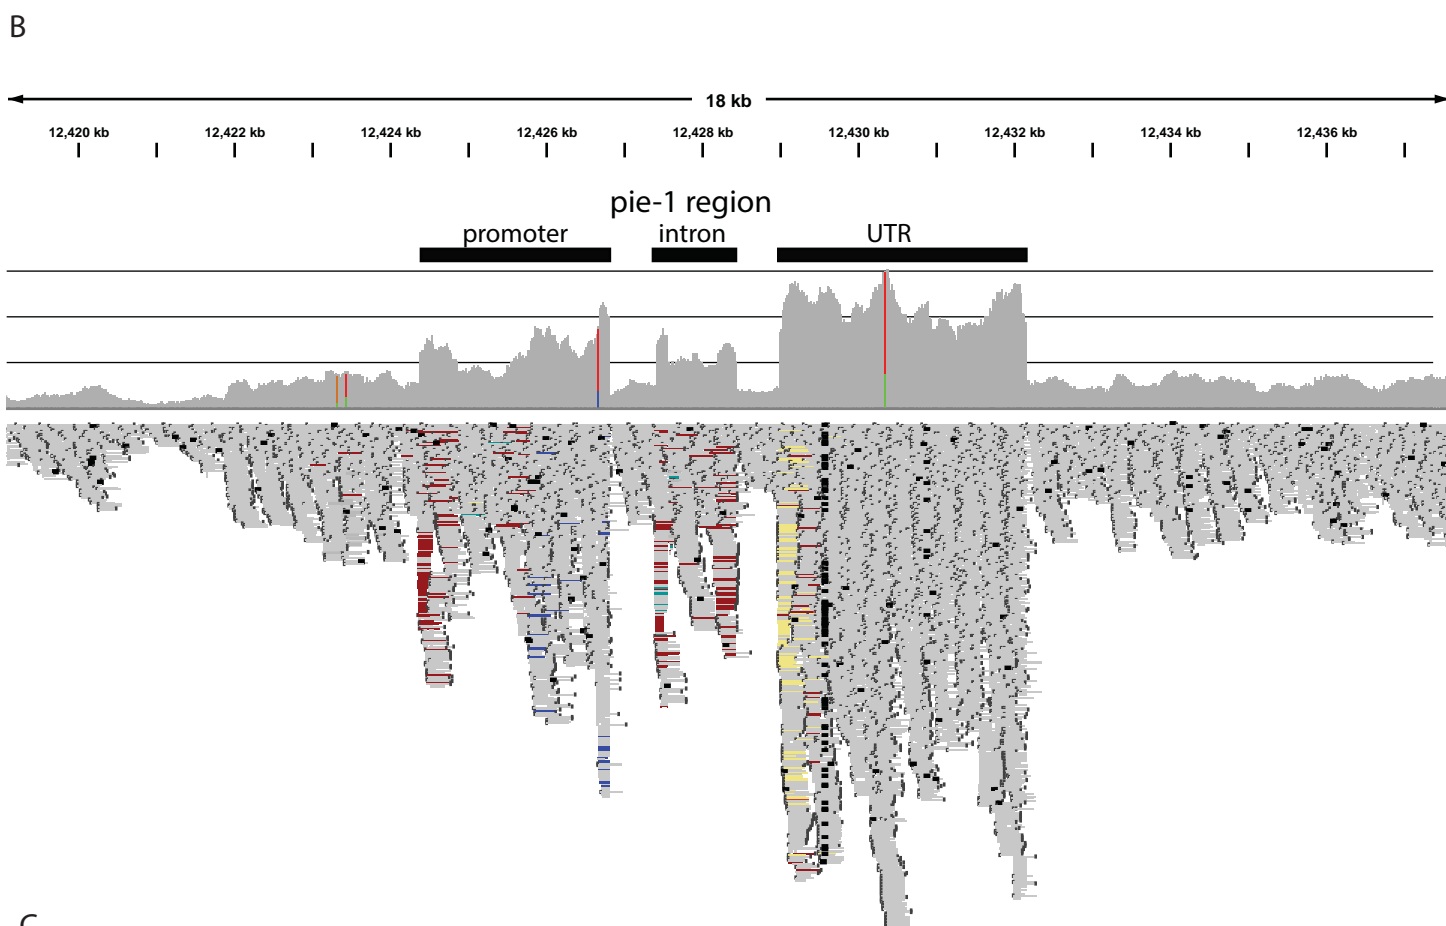 B
18 kb
12,420 kb 12,422 kb 12,424 kb 12,426 kb 12,428 kb 12,430 kb 12,432 kb 12,434 kb 12,436 kb
pie-1 region
promoter intron UTR
C